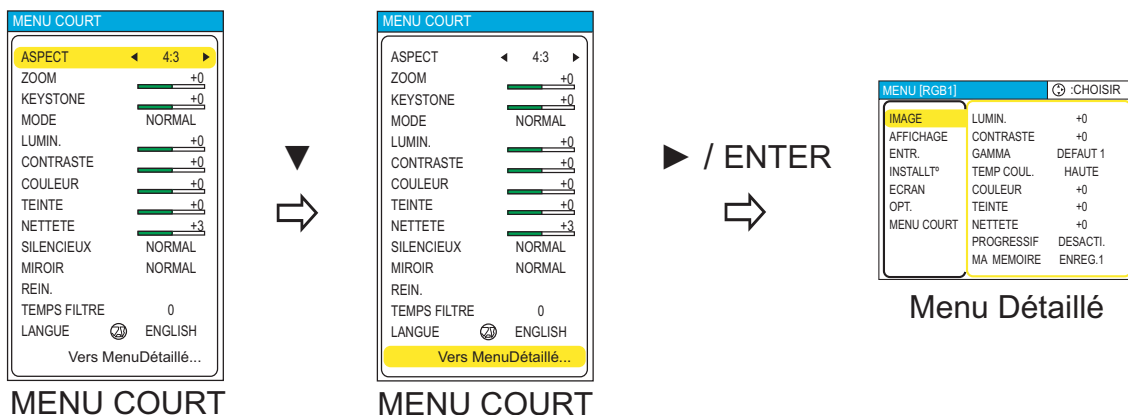 MENU COURT
ASPECT ◀ 4:3 ▶
ZOOM +0
KEYSTONE +0
MODE NORMAL
LUMIN. +0
CONTRASTE +0
COULEUR +0
TEINTE +0
NETTETE +3
SILENCIEUX NORMAL
MIROIR NORMAL
REIN.
TEMPS FILTRE 0
LANGUE ENGLISH
Vers MenuDétaillé...
MENU COURT
▼
MENU COURT
ASPECT ◀ 4:3 ▶
ZOOM +0
KEYSTONE +0
MODE NORMAL
LUMIN. +0
CONTRASTE +0
COULEUR +0
TEINTE +0
NETTETE +3
SILENCIEUX NORMAL
MIROIR NORMAL
REIN.
TEMPS FILTRE 0
LANGUE ENGLISH
Vers MenuDétaillé...
MENU COURT
► / ENTER
MENU [RGB1] :CHOISIR
IMAGE LUMIN. +0
AFFICHAGE CONTRASTE +0
ENTR. GAMMA DEFAUT 1
INSTALLTº TEMP COUL. HAUTE
ECRAN COULEUR +0
OPT. TEINTE +0
MENU COURT NETTETE +0
PROGRESSIF DESACTI.
MA MEMOIRE ENREG.1
Menu Détaillé